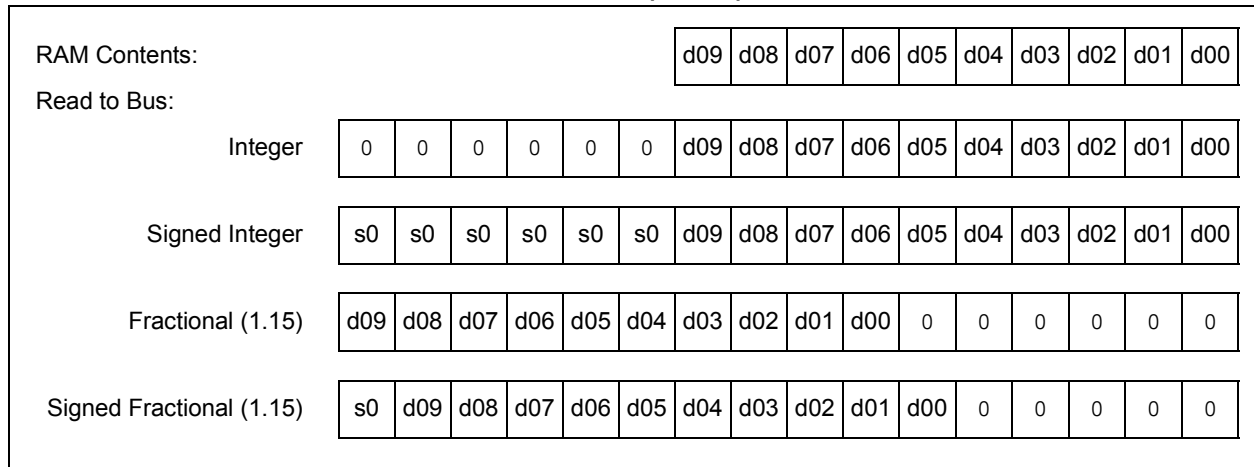 RAM Contents: d09 d08 d07 d06 d05 d04 d03 d02 d01 d00
Read to Bus:
Integer 0 0 0 0 0 0 d09 d08 d07 d06 d05 d04 d03 d02 d01 d00
Signed Integer s0 s0 s0 s0 s0 s0 d09 d08 d07 d06 d05 d04 d03 d02 d01 d00
Fractional (1.15) d09 d08 d07 d06 d05 d04 d03 d02 d01 d00 0 0 0 0 0 0
Signed Fractional (1.15) s0 d09 d08 d07 d06 d05 d04 d03 d02 d01 d00 0 0 0 0 0